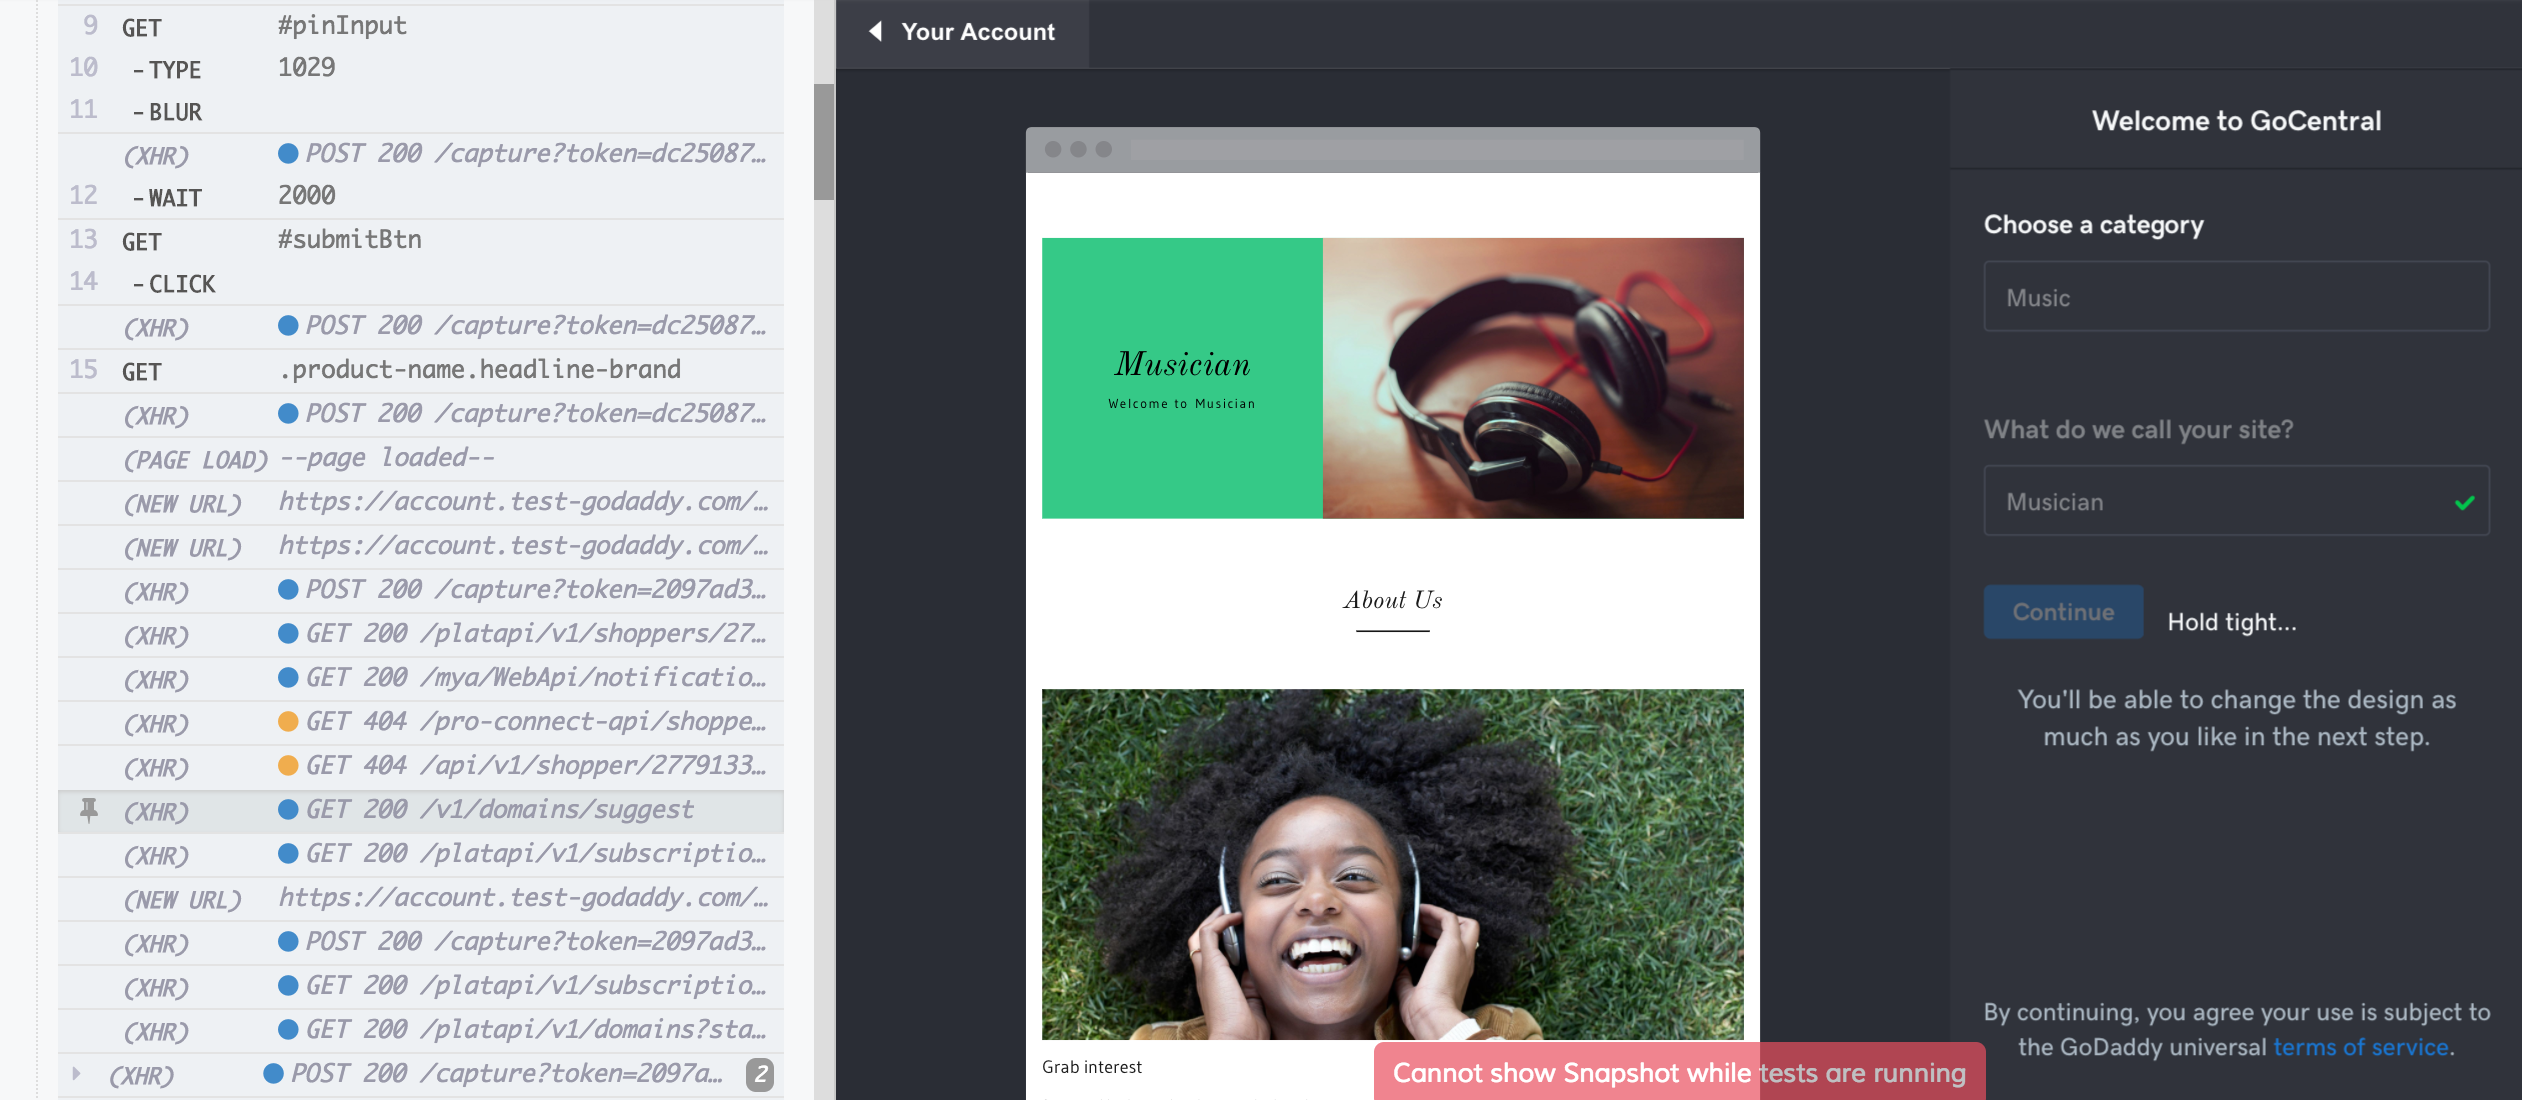 9 GET #pinInput
10 -TYPE 1029
11 -BLUR
(XHR) POST 200 /capture?token=dc25087…
12 -WAIT 2000
13 GET #submitBtn
14 -CLICK
(XHR) POST 200 /capture?token=dc25087…
15 GET .product-name.headline-brand
(XHR) POST 200 /capture?token=dc25087…
(PAGE LOAD) --page loaded--
(NEW URL) https://account.test-godaddy.com/…
(NEW URL) https://account.test-godaddy.com/…
(XHR) POST 200 /capture?token=2097ad3…
(XHR) GET 200 /platapi/v1/shoppers/27…
(XHR) GET 200 /mya/WebApi/notificatio…
(XHR) GET 404 /pro-connect-api/shoppe…
(XHR) GET 404 /api/v1/shopper/2779133…
(XHR) GET 200 /v1/domains/suggest
(XHR) GET 200 /platapi/v1/subscriptio…
(NEW URL) https://account.test-godaddy.com/…
(XHR) POST 200 /capture?token=2097ad3…
(XHR) GET 200 /platapi/v1/subscriptio…
(XHR) GET 200 /platapi/v1/domains?sta…
(XHR) POST 200 /capture?token=2097a… 2
Your Account
Musician
Welcome to Musician
About Us
Grab interest
Cannot show Snapshot while tests are running
Welcome to GoCentral
Choose a category
Music
What do we call your site?
Musician
Continue Hold tight...
You'll be able to change the design as
much as you like in the next step.
By continuing, you agree your use is subject to
the GoDaddy universal terms of service.